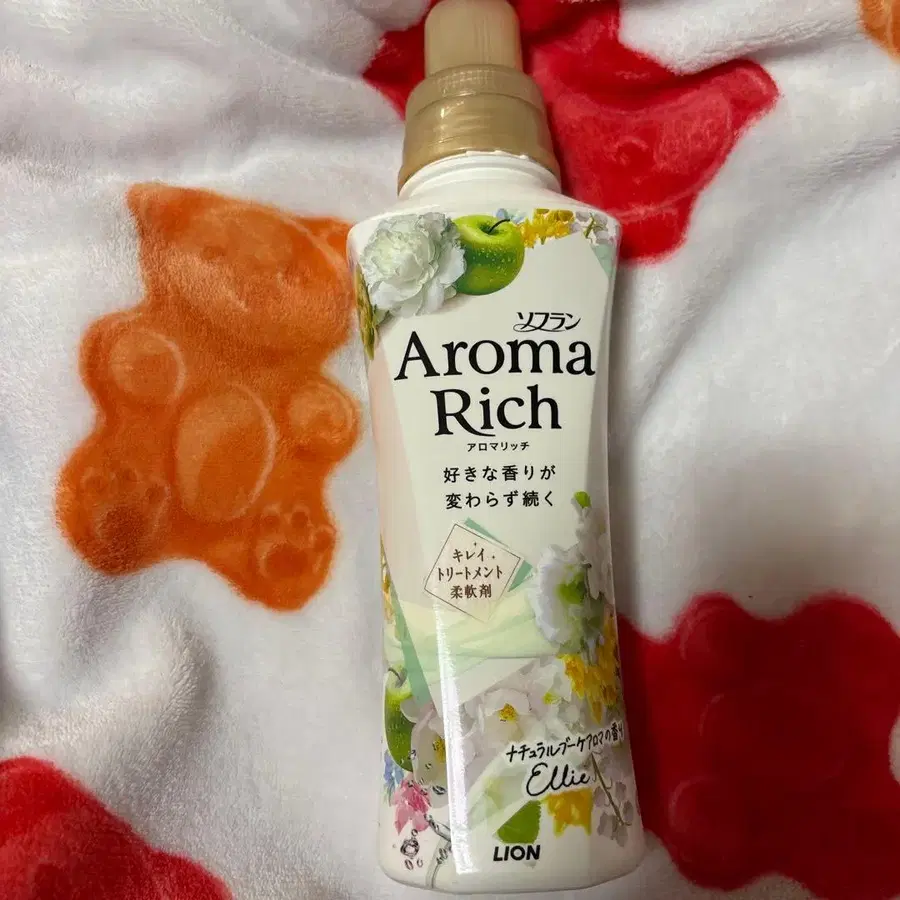 ソフラン
Aroma
Rich
アロマリッチ
好きな香りが
変わらず続く
キレイ
トリートメント
柔軟剤
ナチュラルブーケアロマの香り
Ellie
LION